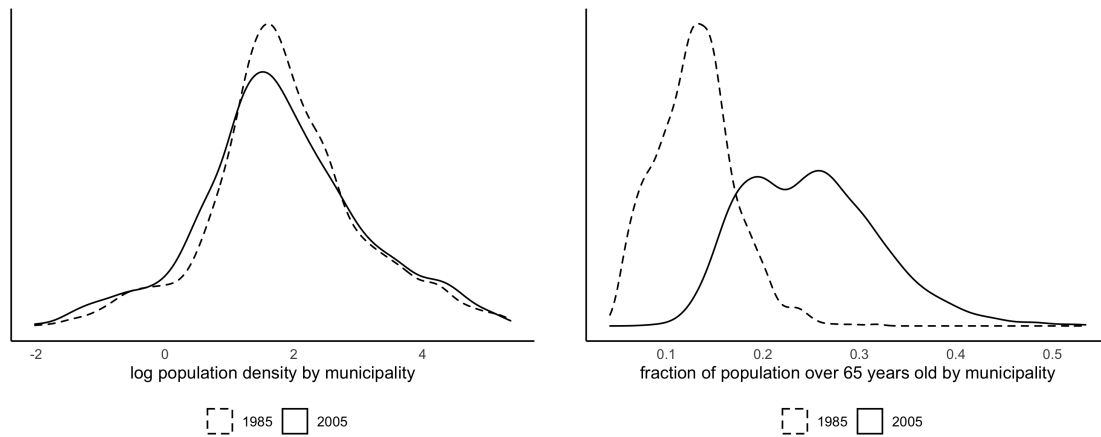 -2 0 2 4
log population density by municipality
1985 2005
0.1 0.2 0.3 0.4 0.5
fraction of population over 65 years old by municipality
1985 2005